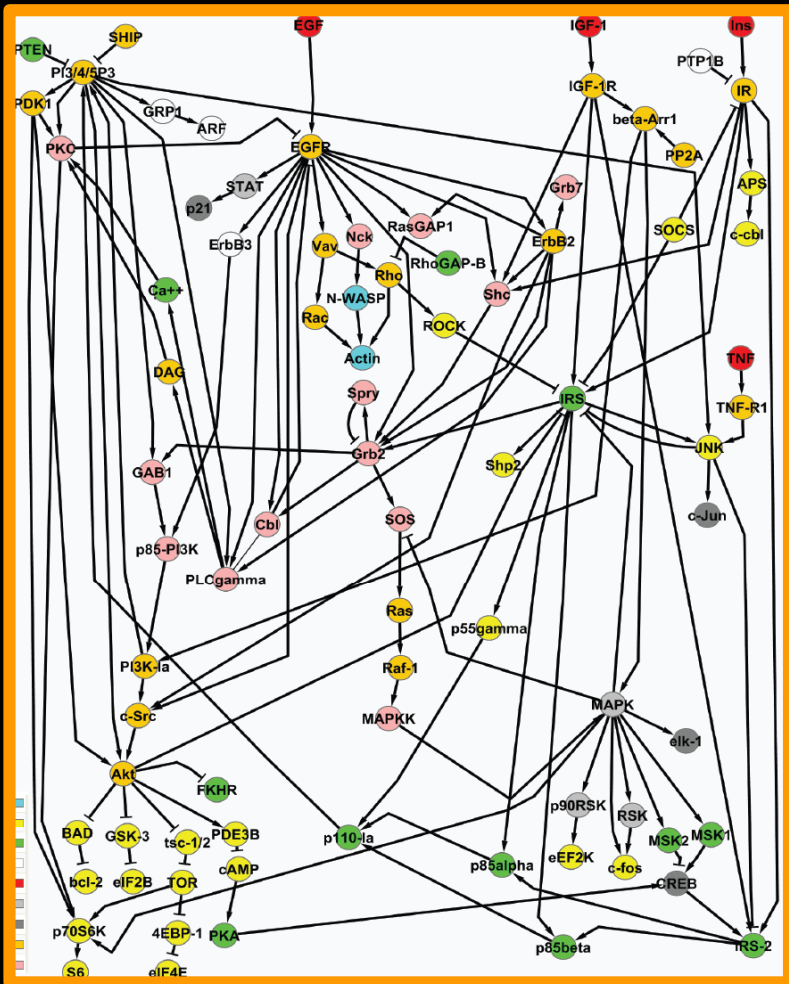 EGF
IGF-1
Ins
SHIP
PTEN
PI3/4/5P3
PTP1B
IR
IGF-1R
PDK1
GRP1
ARF
beta-Arr1
PKC
EGFR
PP2A
STAT
Grb7
APS
p21
RasGAP1
Nck
ErbB3
Vav
ErbB2
SOCS
c-cbl
Rho
RhoGAP-B
Ca++
N-WASP
Shc
Rac
ROCK
Actin
TNF
DAG
Spry
IRS
TNF-R1
Grb2
JNK
GAB1
Shp2
Cbl
SOS
c-Jun
p85-PI3K
PLCgamma
Ras
p55gamma
PI3K-Ia
Raf-1
c-Src
MAPKK
MAPK
elk-1
Akt
FKHR
p90RSK
RSK
BAD
GSK-3
tsc-1/2
PDE3B
p110-Ia
MSK2
MSK1
eEF2K
c-fos
p85alpha
bcl-2
eIF2B
TOR
cAMP
CREB
p70S6K
4EBP-1
PKA
p85beta
IRS-2
S6
eIF4E